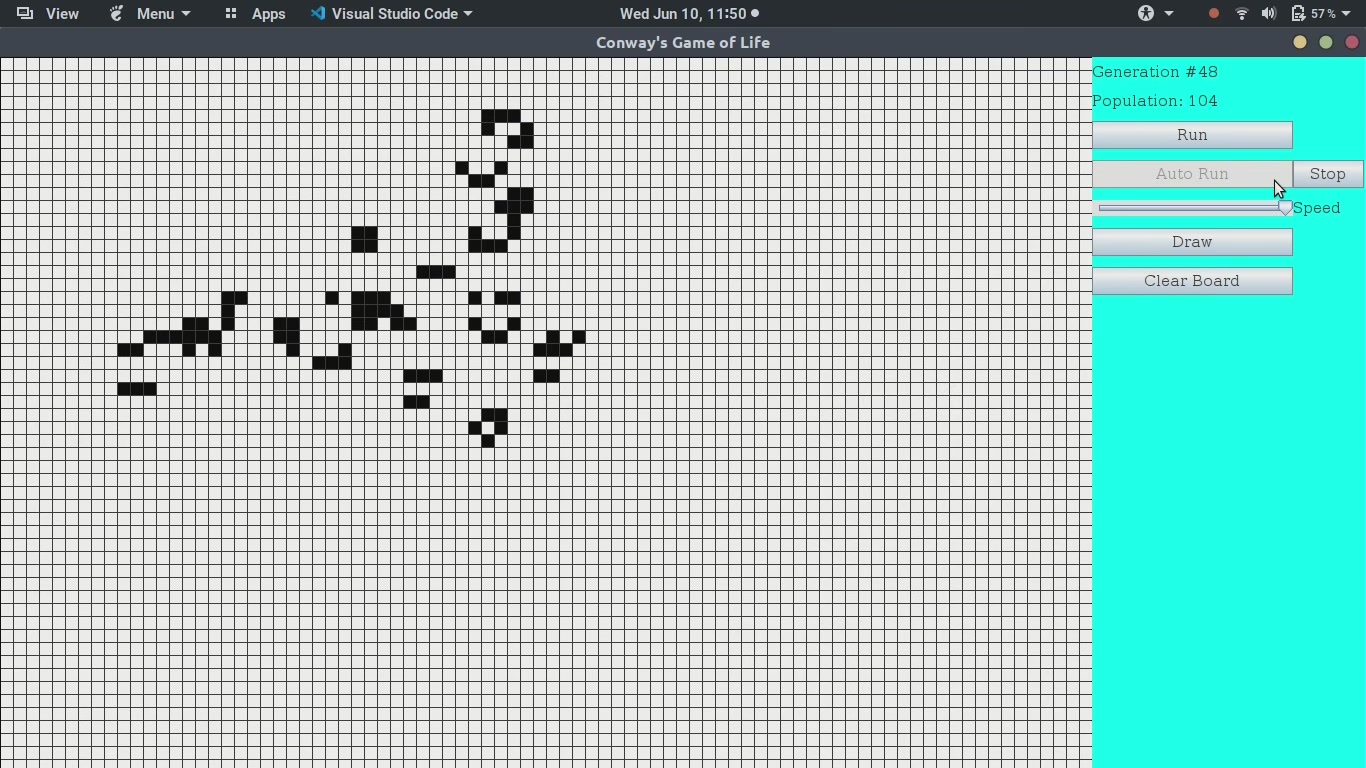 View Menu Apps Visual Studio Code Wed Jun 10, 11:50 57%
Conway's Game of Life
Generation #48
Population: 104
Run
Auto Run Stop
Speed
Draw
Clear Board